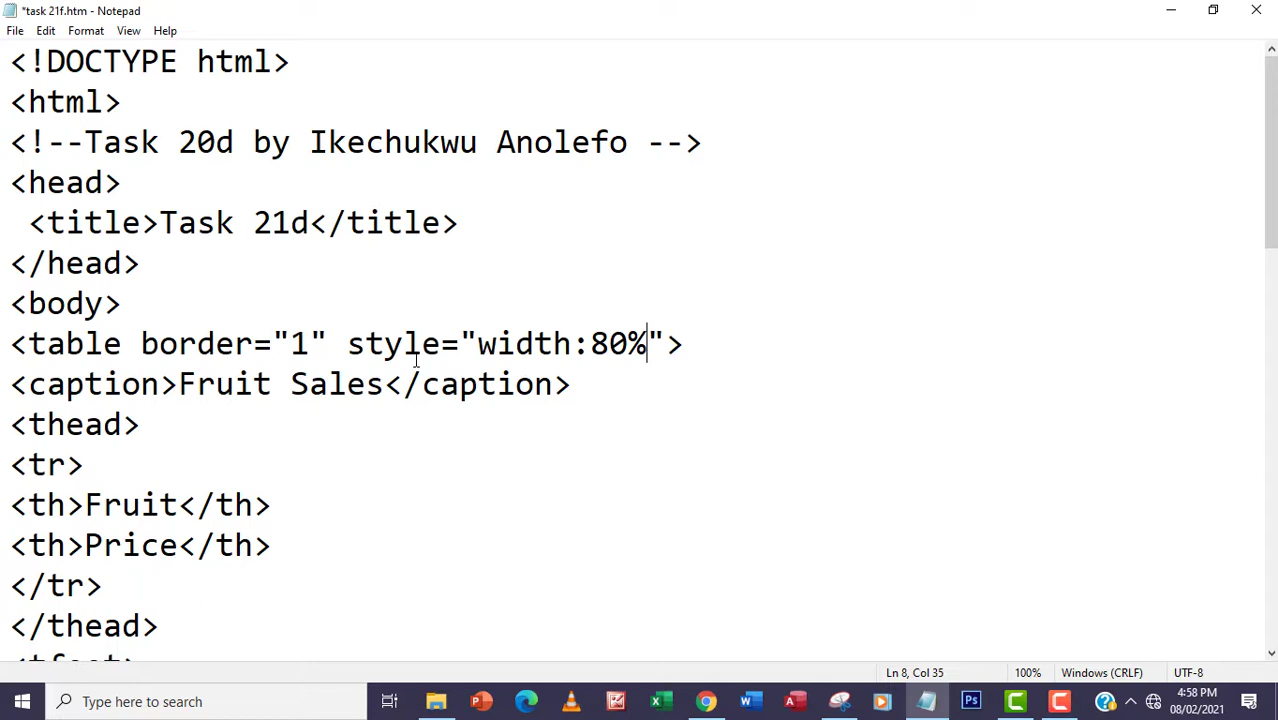 *task 21f.htm - Notepad
File Edit Format View Help
<!DOCTYPE html>
<html>
<!--Task 20d by Ikechukwu Anolefo -->
<head>
 <title>Task 21d</title>
</head>
<body>
<table border="1" style="width:80%">
<caption>Fruit Sales</caption>
<thead>
<tr>
<th>Fruit</th>
<th>Price</th>
</tr>
</thead>
Ln 8, Col 35 100% Windows (CRLF) UTF-8
Type here to search
4:58 PM
08/02/2021